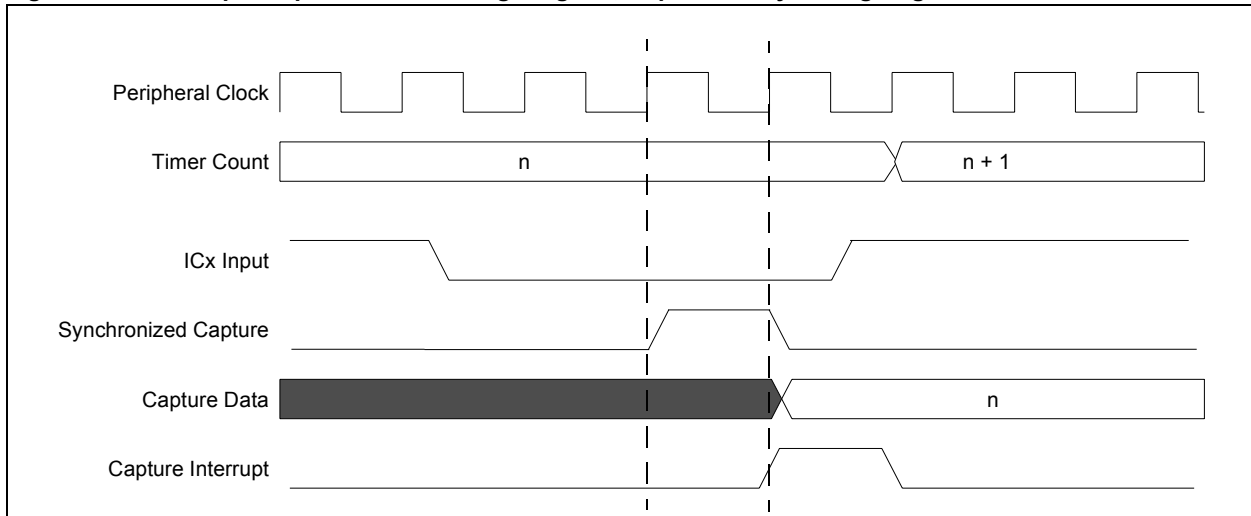 Peripheral Clock
Timer Count
n
n + 1
ICx Input
Synchronized Capture
Capture Data
n
Capture Interrupt